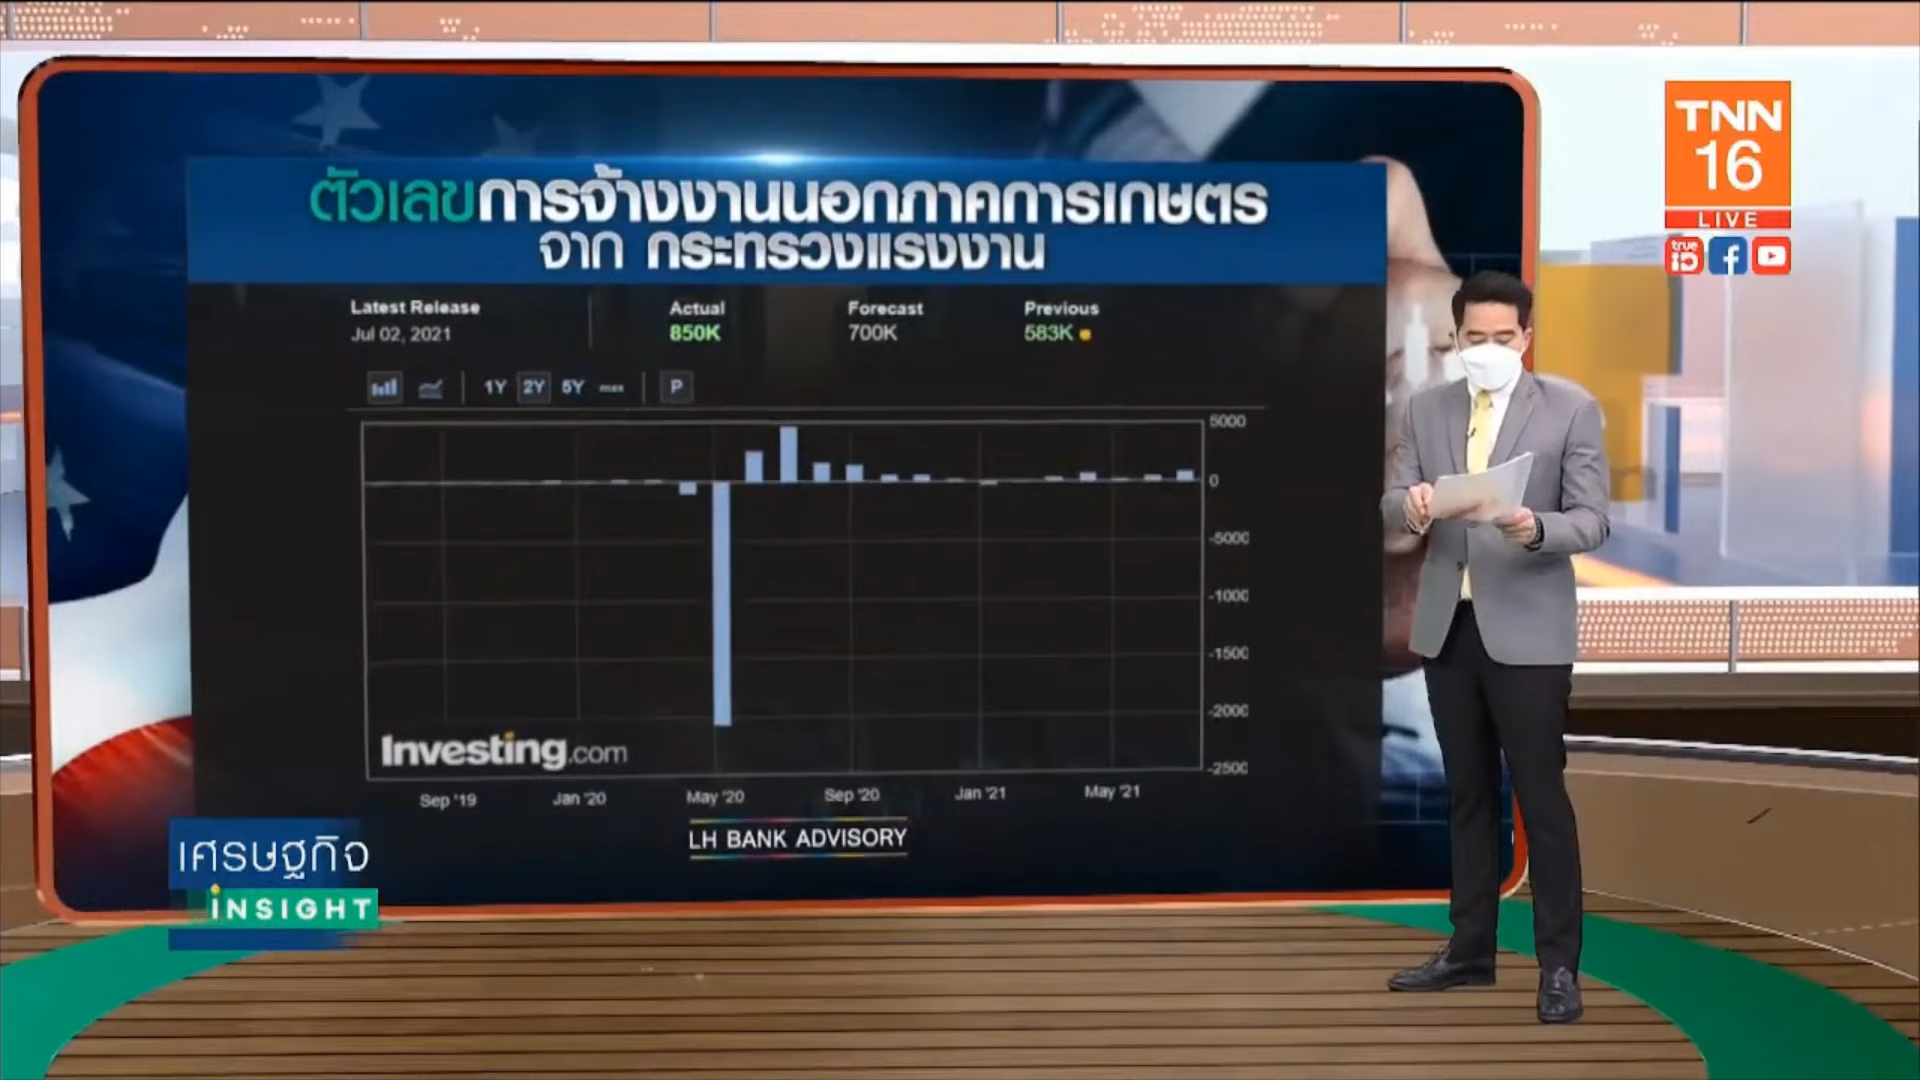 ตัวเลขการจ้างงานนอกภาคการเกษตร
จาก กระทรวงแรงงาน
TNN
16
LIVE
true
iD
Latest Release
Actual
Forecast
Previous
Jul 02, 2021
850K
700K
583K
1Y 2Y 5Y max P
5000
0
-5000
-1000
-1500
-2000
-2500
Investing.com
Sep '19
Jan '20
May '20
Sep '20
Jan '21
May '21
LH BANK ADVISORY
เศรษฐกิจ
iNSIGHT